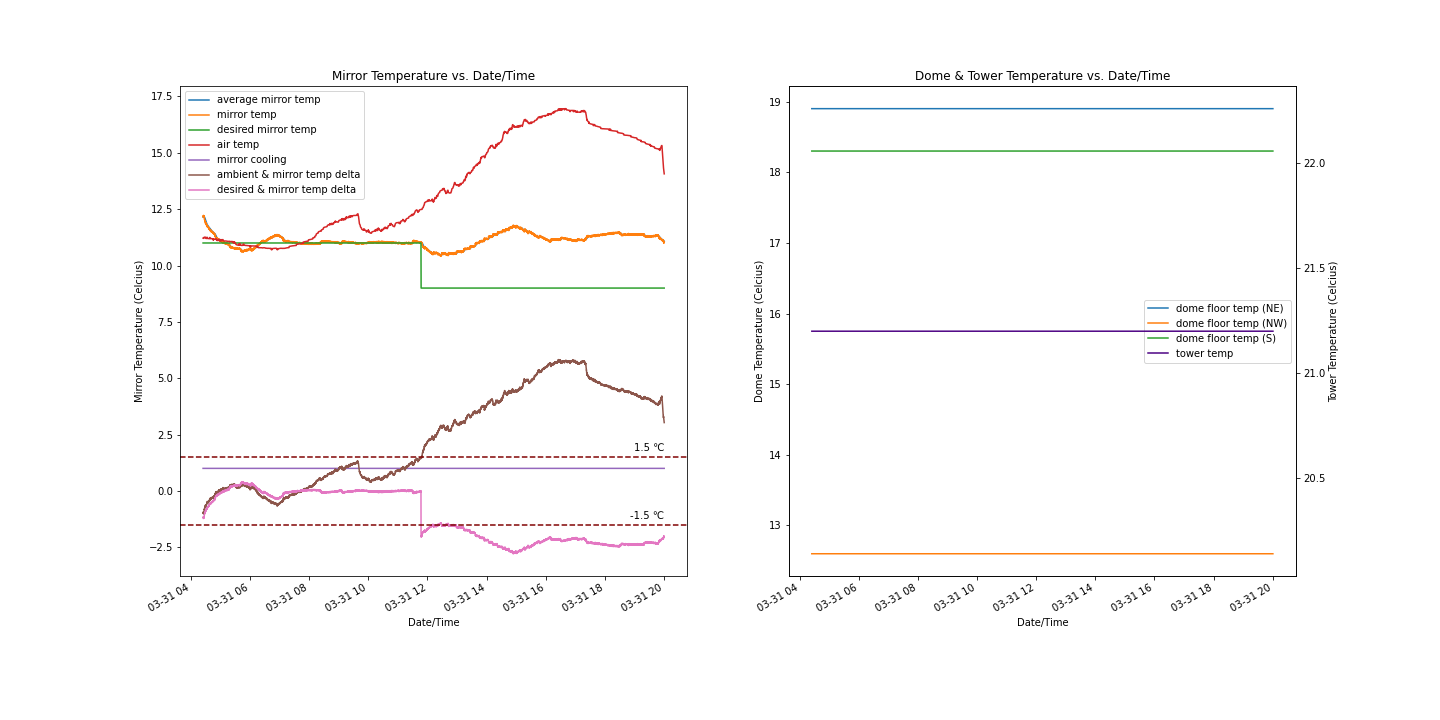 Mirror Temperature vs. Date/Time
Mirror Temperature (Celcius)
17.5
15.0
12.5
10.0
7.5
5.0
2.5
0.0
−2.5
average mirror temp
mirror temp
desired mirror temp
air temp
mirror cooling
ambient & mirror temp delta
desired & mirror temp delta
1.5 °C
-1.5 °C
03-31 04
03-31 06
03-31 08
03-31 10
03-31 12
03-31 14
03-31 16
03-31 18
03-31 20
Date/Time
Dome & Tower Temperature vs. Date/Time
Dome Temperature (Celcius)
19
18
17
16
15
14
13
dome floor temp (NE)
dome floor temp (NW)
dome floor temp (S)
tower temp
22.0
21.5
21.0
20.5
Tower Temperature (Celcius)
03-31 04
03-31 06
03-31 08
03-31 10
03-31 12
03-31 14
03-31 16
03-31 18
03-31 20
Date/Time